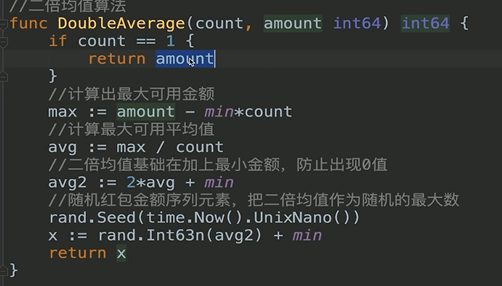 //二倍均值算法
func DoubleAverage(count, amount int64) int64 {
if count == 1 {
return amount
}
//计算出最大可用金额
max := amount - min*count
//计算最大可用平均值
avg := max / count
//二倍均值基础在加上最小金额，防止出现0值
avg2 := 2*avg + min
//随机红包金额序列元素，把二倍均值作为随机的最大数
rand.Seed(time.Now().UnixNano())
x := rand.Int63n(avg2) + min
return x
}